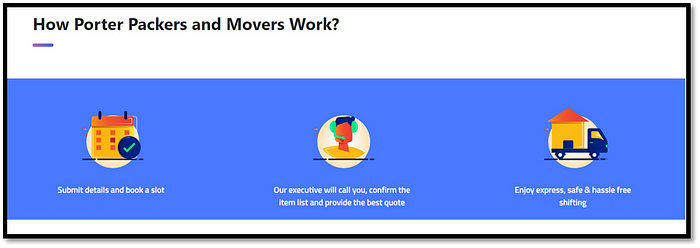 How Porter Packers and Movers Work?
Submit details and book a slot
Our executive will call you, confirm the
item list and provide the best quote
Enjoy express, safe & hassle free
shifting